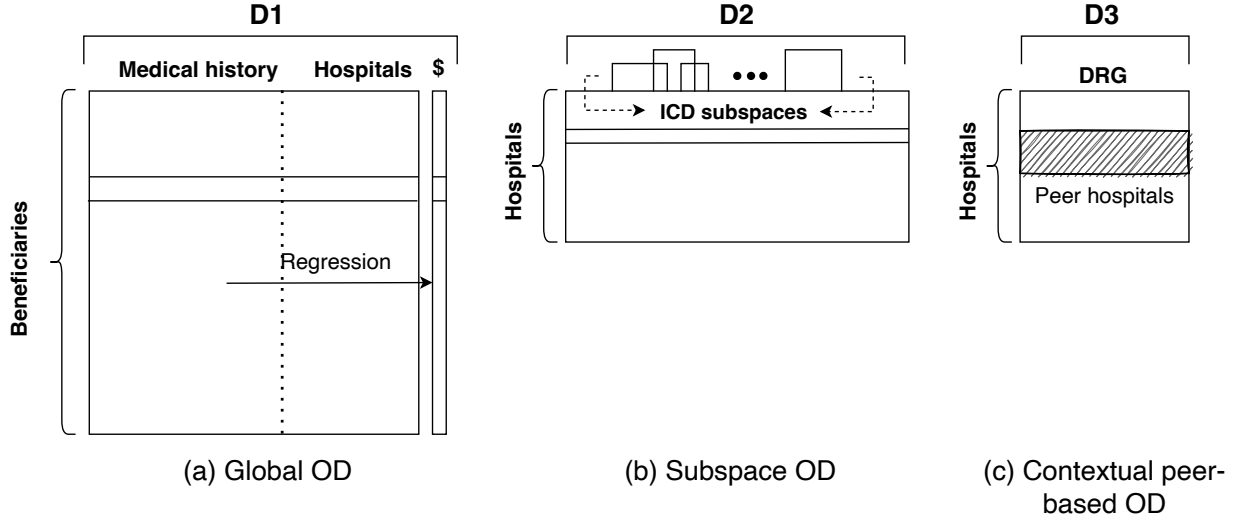 D1
Medical history
Hospitals
$
Beneficiaries
Regression
(a) Global OD
D2
ICD subspaces
Hospitals
(b) Subspace OD
D3
DRG
Hospitals
Peer hospitals
(c) Contextual peer-
based OD